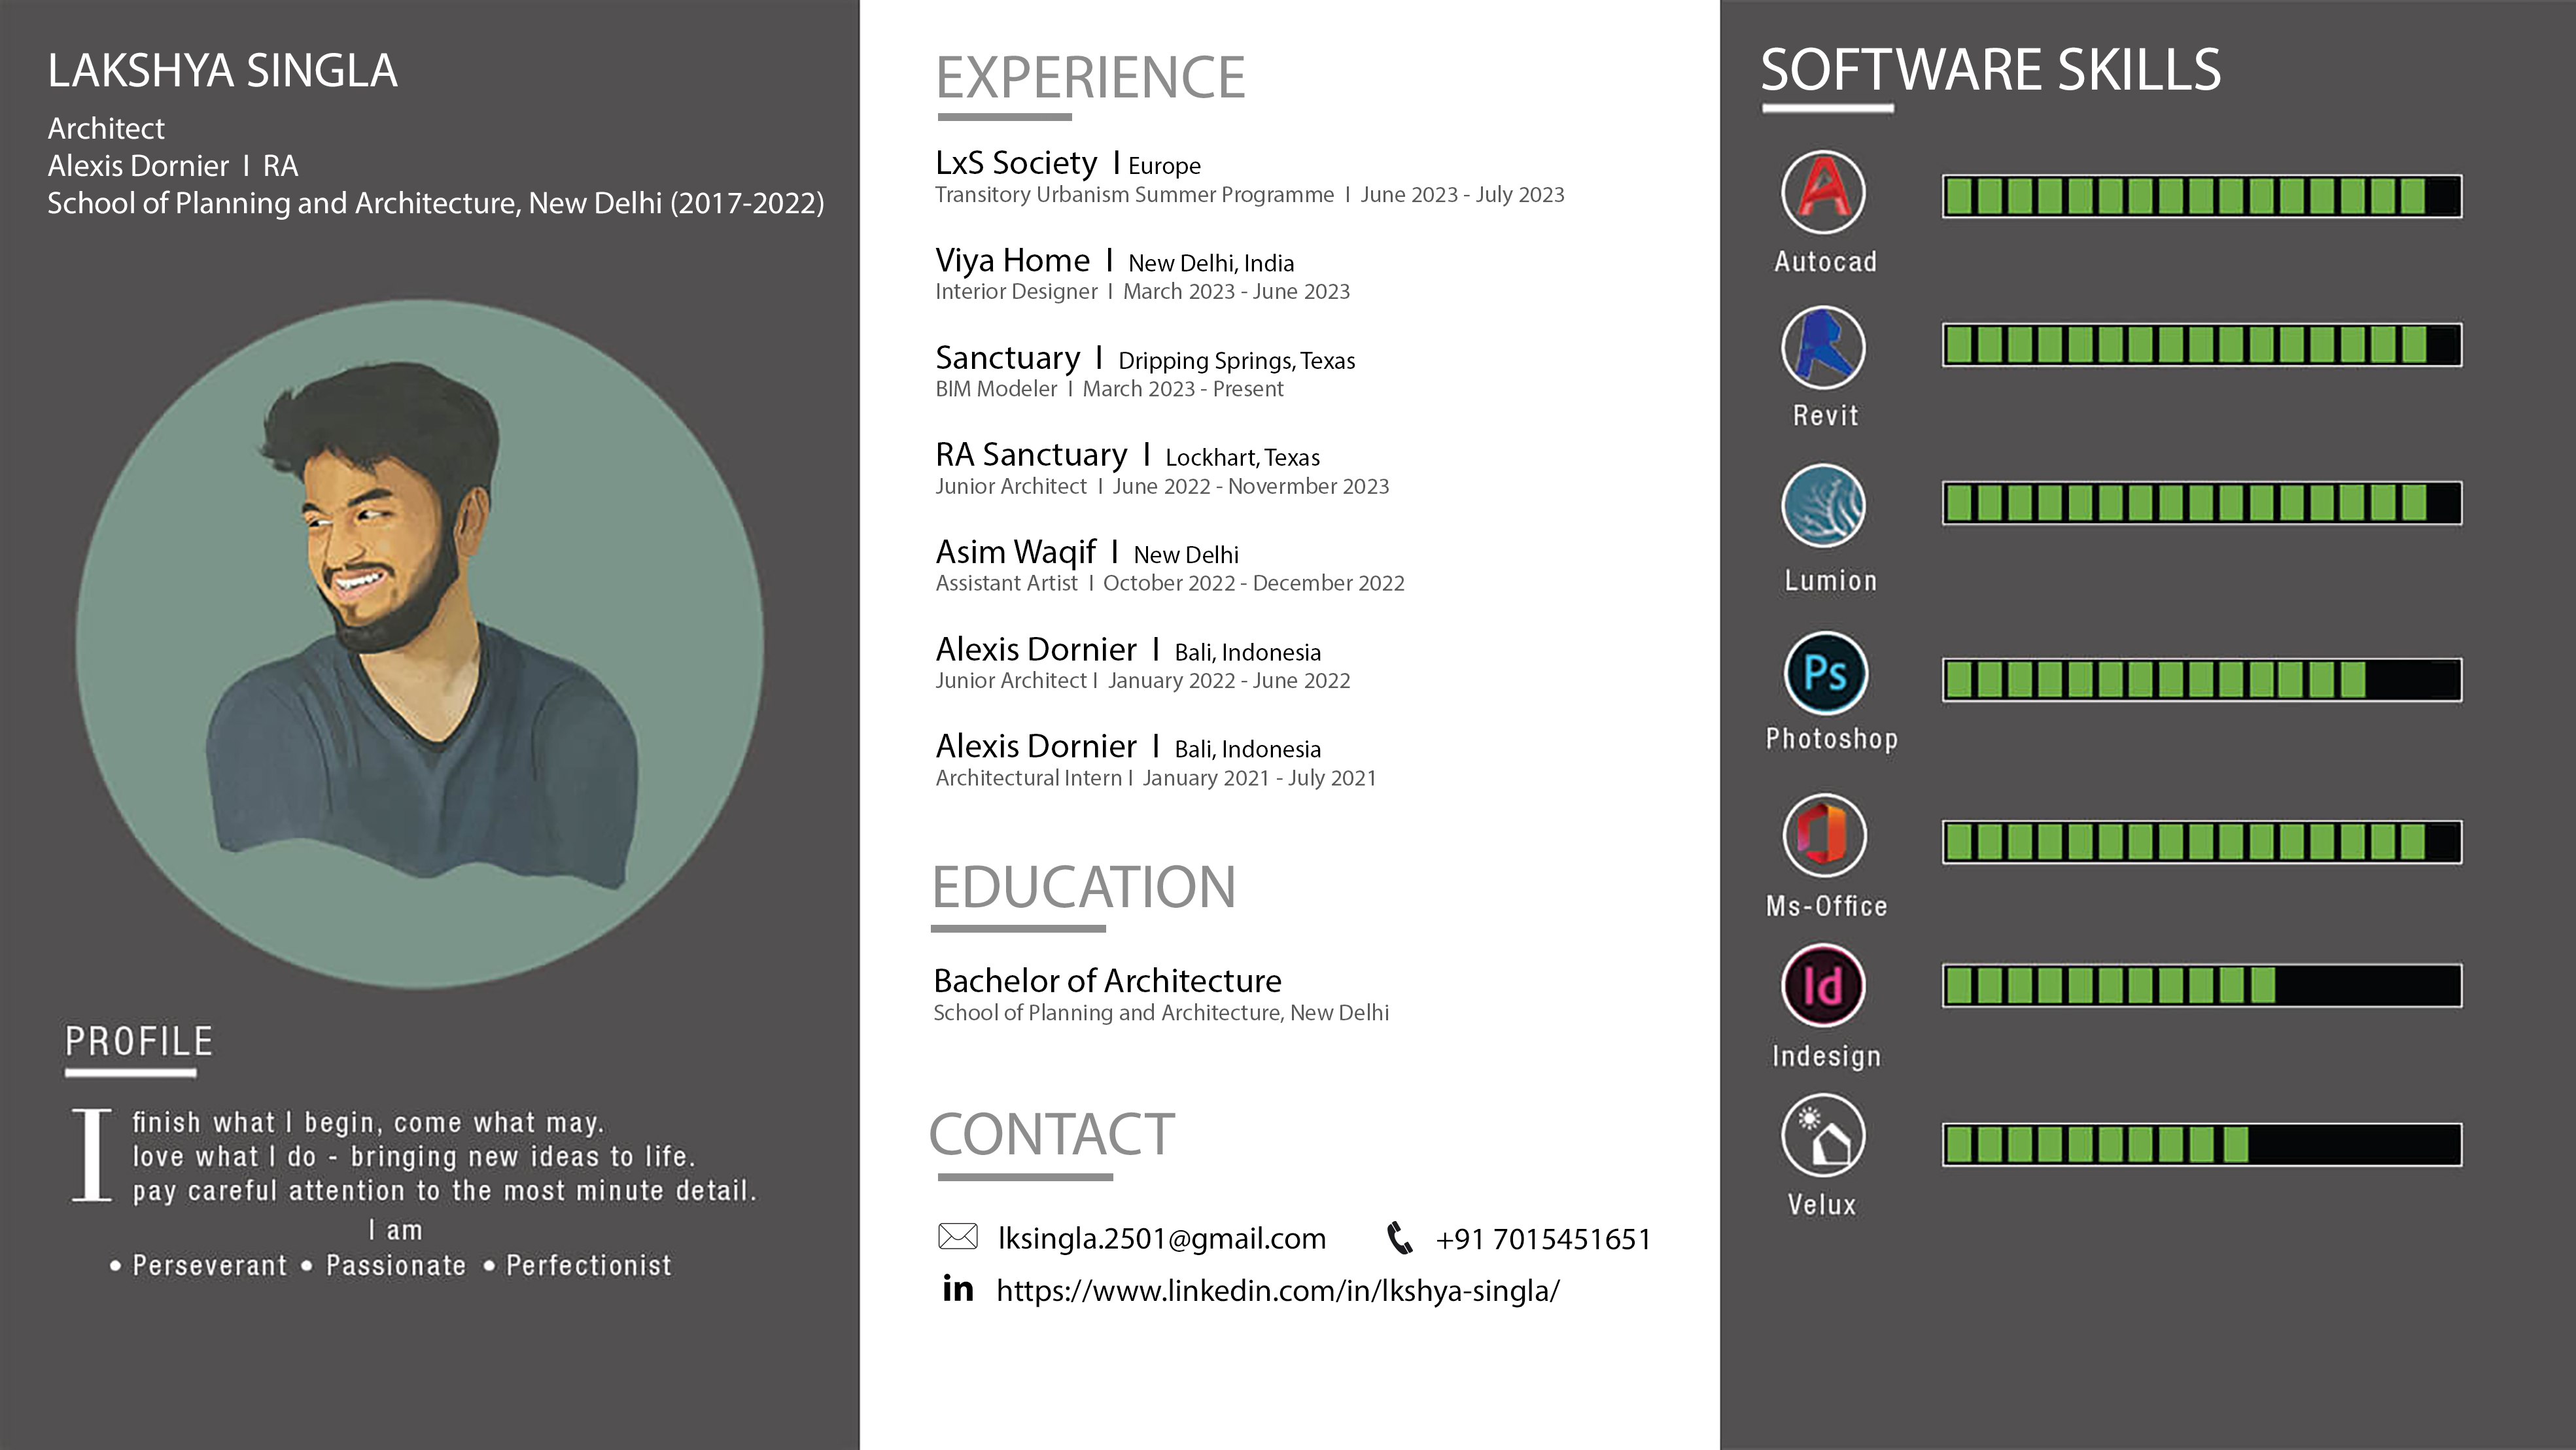 LAKSHYA SINGLA
Architect
Alexis Dornier I RA
School of Planning and Architecture, New Delhi (2017-2022)
PROFILE
I finish what I begin, come what may.
love what I do - bringing new ideas to life.
pay careful attention to the most minute detail.
I am
• Perseverant • Passionate • Perfectionist
EXPERIENCE
LxS Society I Europe
Transitory Urbanism Summer Programme I June 2023 - July 2023
Viya Home I New Delhi, India
Interior Designer I March 2023 - June 2023
Sanctuary I Dripping Springs, Texas
BIM Modeler I March 2023 - Present
RA Sanctuary I Lockhart, Texas
Junior Architect I June 2022 - Novermber 2023
Asim Waqif I New Delhi
Assistant Artist I October 2022 - December 2022
Alexis Dornier I Bali, Indonesia
Junior Architect I January 2022 - June 2022
Alexis Dornier I Bali, Indonesia
Architectural Intern I January 2021 - July 2021
EDUCATION
Bachelor of Architecture
School of Planning and Architecture, New Delhi
CONTACT
lksingla.2501@gmail.com +91 7015451651
in https://www.linkedin.com/in/lkshya-singla/
SOFTWARE SKILLS
A
Autocad
R
Revit
Lumion
Ps
Photoshop
Ms-Office
Id
Indesign
Velux